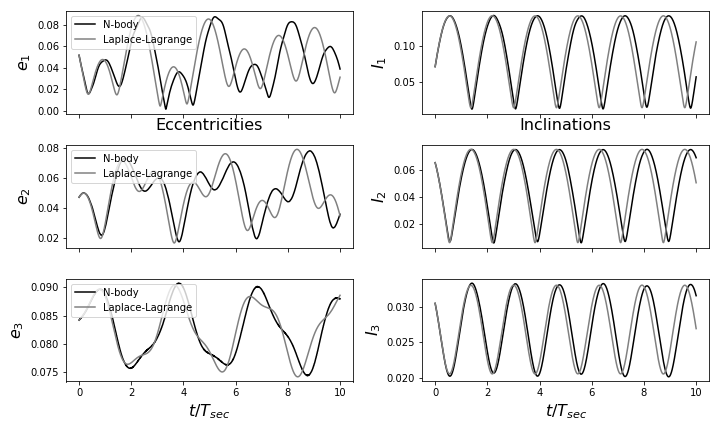 0.08
0.06
0.04
0.02
0.00
e1
N-body
Laplace-Lagrange
0.10
0.05
I1
Eccentricities
Inclinations
0.08
0.06
0.04
0.02
e2
N-body
Laplace-Lagrange
0.06
0.04
0.02
I2
0.090
0.085
0.080
0.075
e3
N-body
Laplace-Lagrange
0 2 4 6 8 10
t/Tsec
0.030
0.025
0.020
I3
0 2 4 6 8 10
t/Tsec